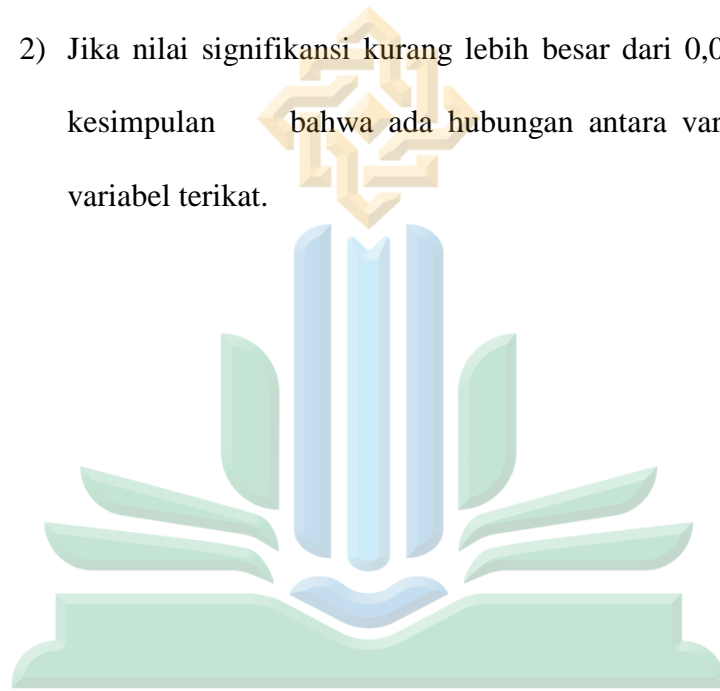 2) Jika nilai signifikansi kurang lebih besar dari 0,0
kesimpulan bahwa ada hubungan antara var
variabel terikat.